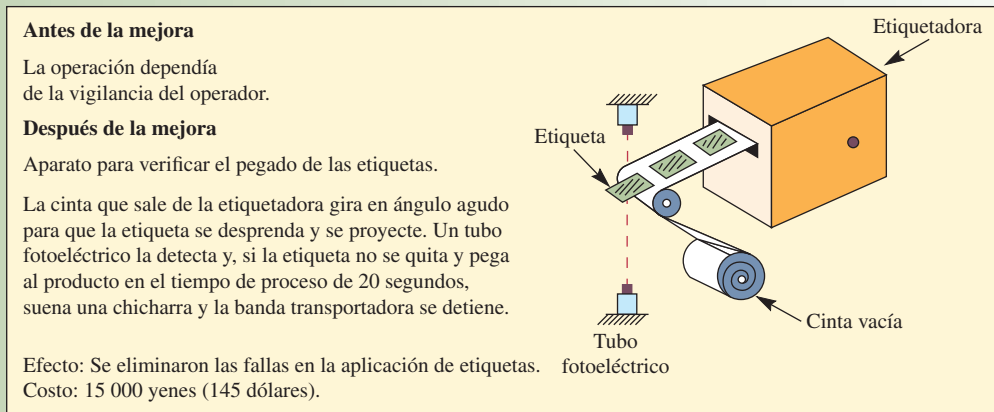 Antes de la mejora
La operación dependía
de la vigilancia del operador.
Después de la mejora
Aparato para verificar el pegado de las etiquetas.
La cinta que sale de la etiquetadora gira en ángulo agudo
para que la etiqueta se desprenda y se proyecte. Un tubo
fotoeléctrico la detecta y, si la etiqueta no se quita y pega
al producto en el tiempo de proceso de 20 segundos,
suena una chicharra y la banda transportadora se detiene.
Efecto: Se eliminaron las fallas en la aplicación de etiquetas.
Costo: 15 000 yenes (145 dólares).
Etiquetadora
Etiqueta
Cinta vacía
Tubo
fotoeléctrico